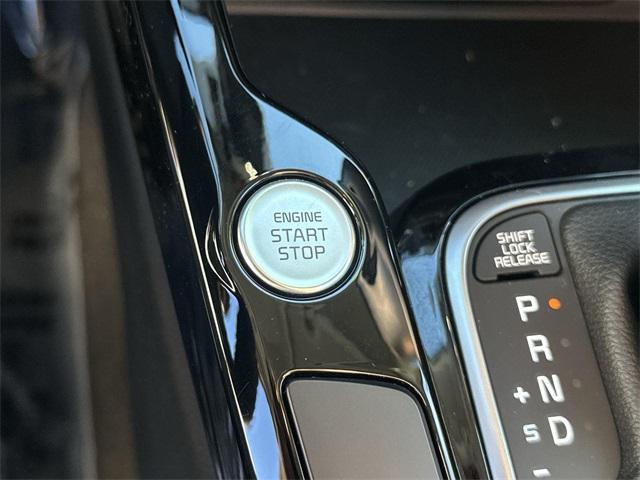 ENGINE
START
STOP
SHIFT
LOCK
RELEASE
P
R
+ N
S D
-